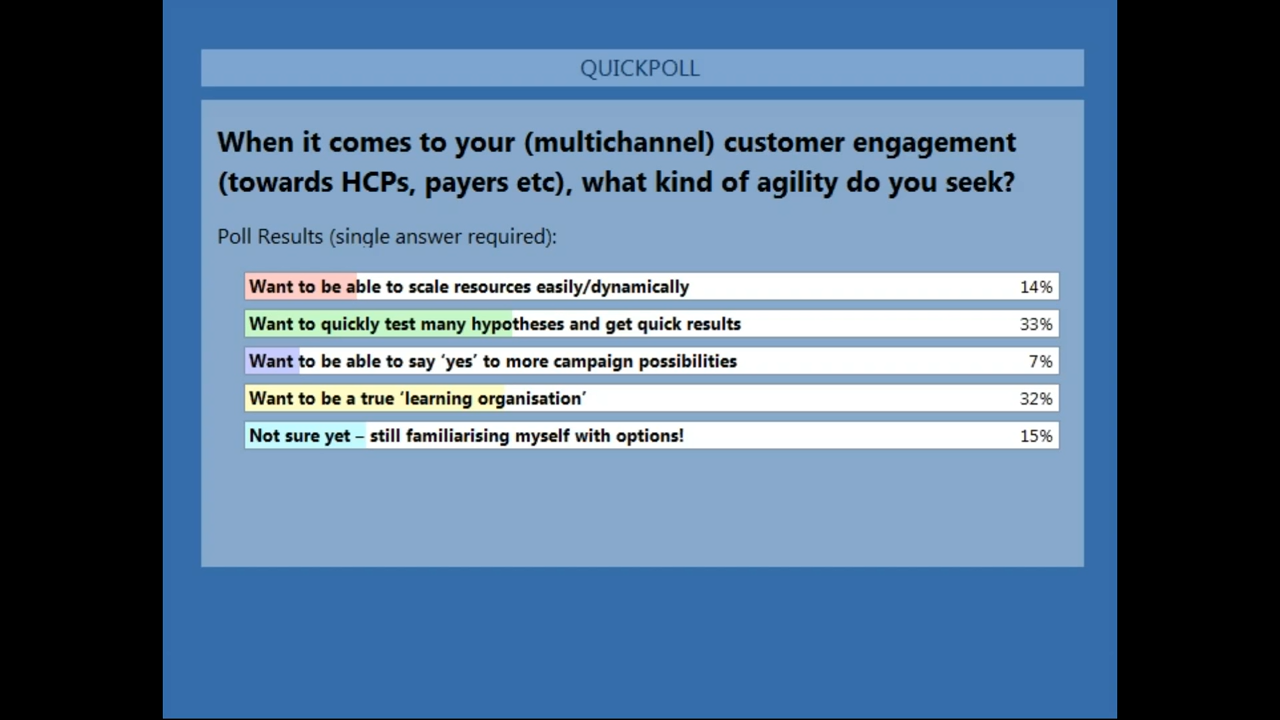 QUICKPOLL
When it comes to your (multichannel) customer engagement
(towards HCPs, payers etc), what kind of agility do you seek?
Poll Results (single answer required):
Want to be able to scale resources easily/dynamically 14%
Want to quickly test many hypotheses and get quick results 33%
Want to be able to say ‘yes’ to more campaign possibilities 7%
Want to be a true ‘learning organisation’ 32%
Not sure yet – still familiarising myself with options! 15%